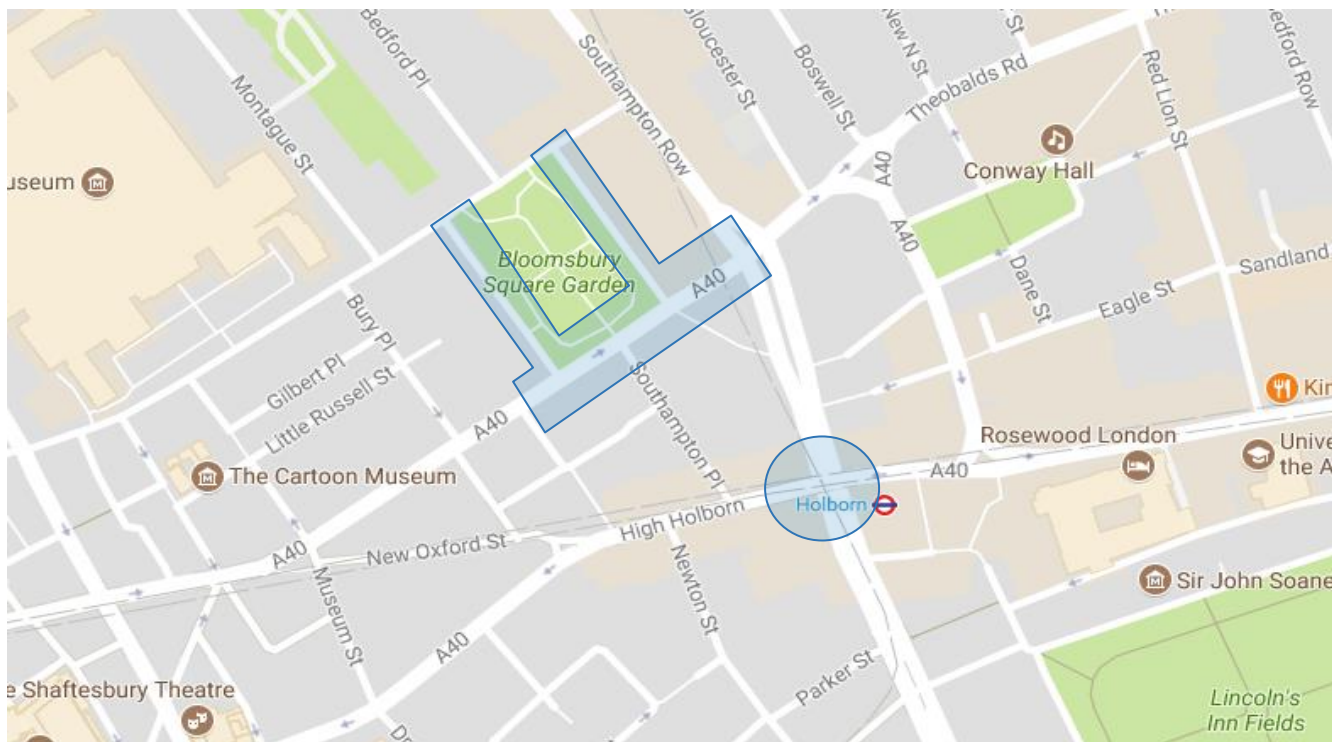 Bedford Pl
Southampton Row
Gloucester St
Boswell St
New N St
St
Theobalds Rd
Red Lion St
Bedford Row
Montague St
A40
Conway Hall
A40
Bloomsbury
Square Garden
A40
Dane St
Sandland
Eagle St
Bury Pl
Gilbert Pl
Little Russell St
Southampton Pl
A40
Rosewood London
A40
The Cartoon Museum
Holborn
High Holborn
New Oxford St
A40
Museum St
Newton St
A40
Sir John Soane
Parker St
Shaftesbury Theatre
Lincoln's
Inn Fields